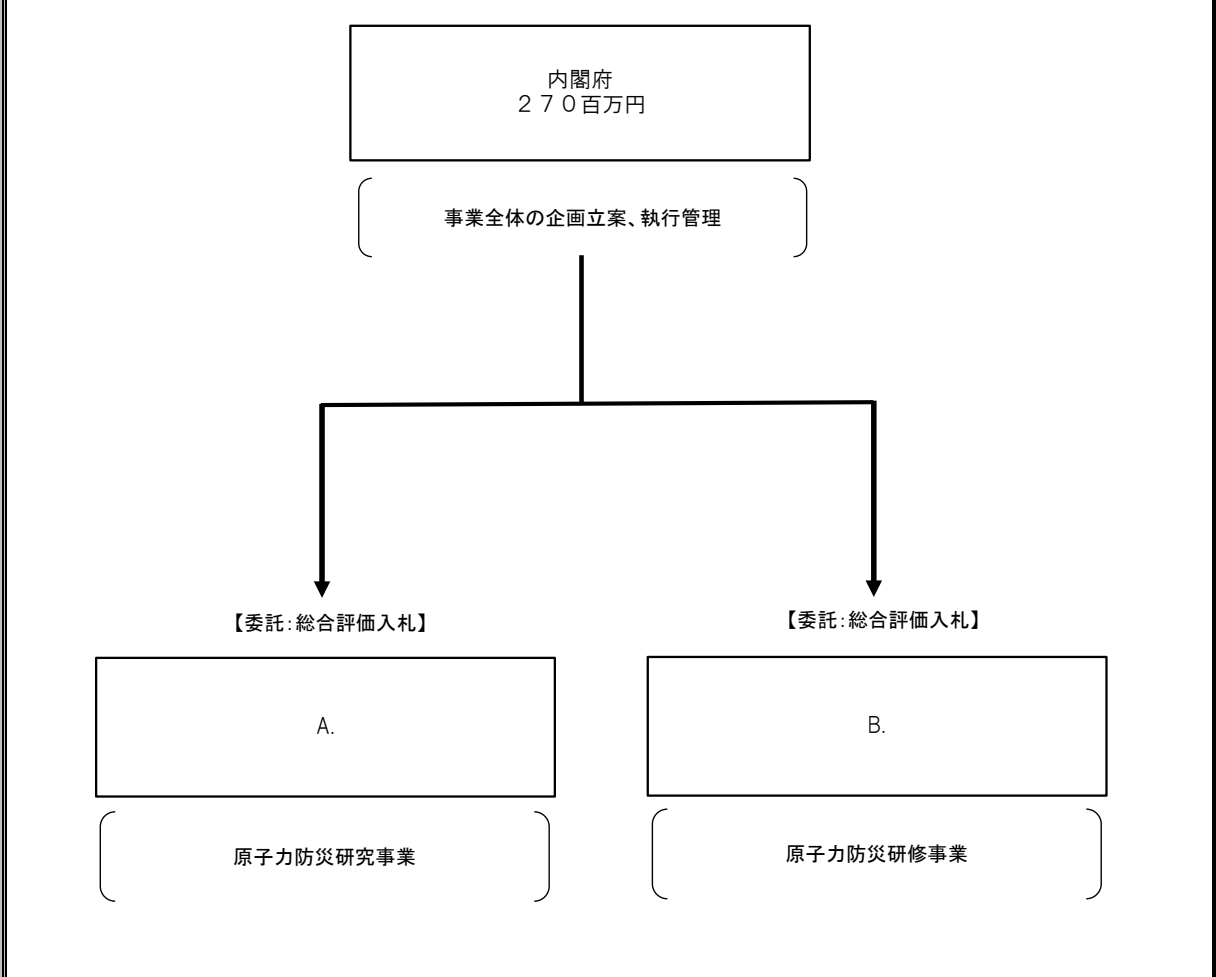 内閣府
２７０百万円
事業全体の企画立案、執行管理
【委託：総合評価入札】
【委託：総合評価入札】
A.
B.
原子力防災研究事業
原子力防災研修事業